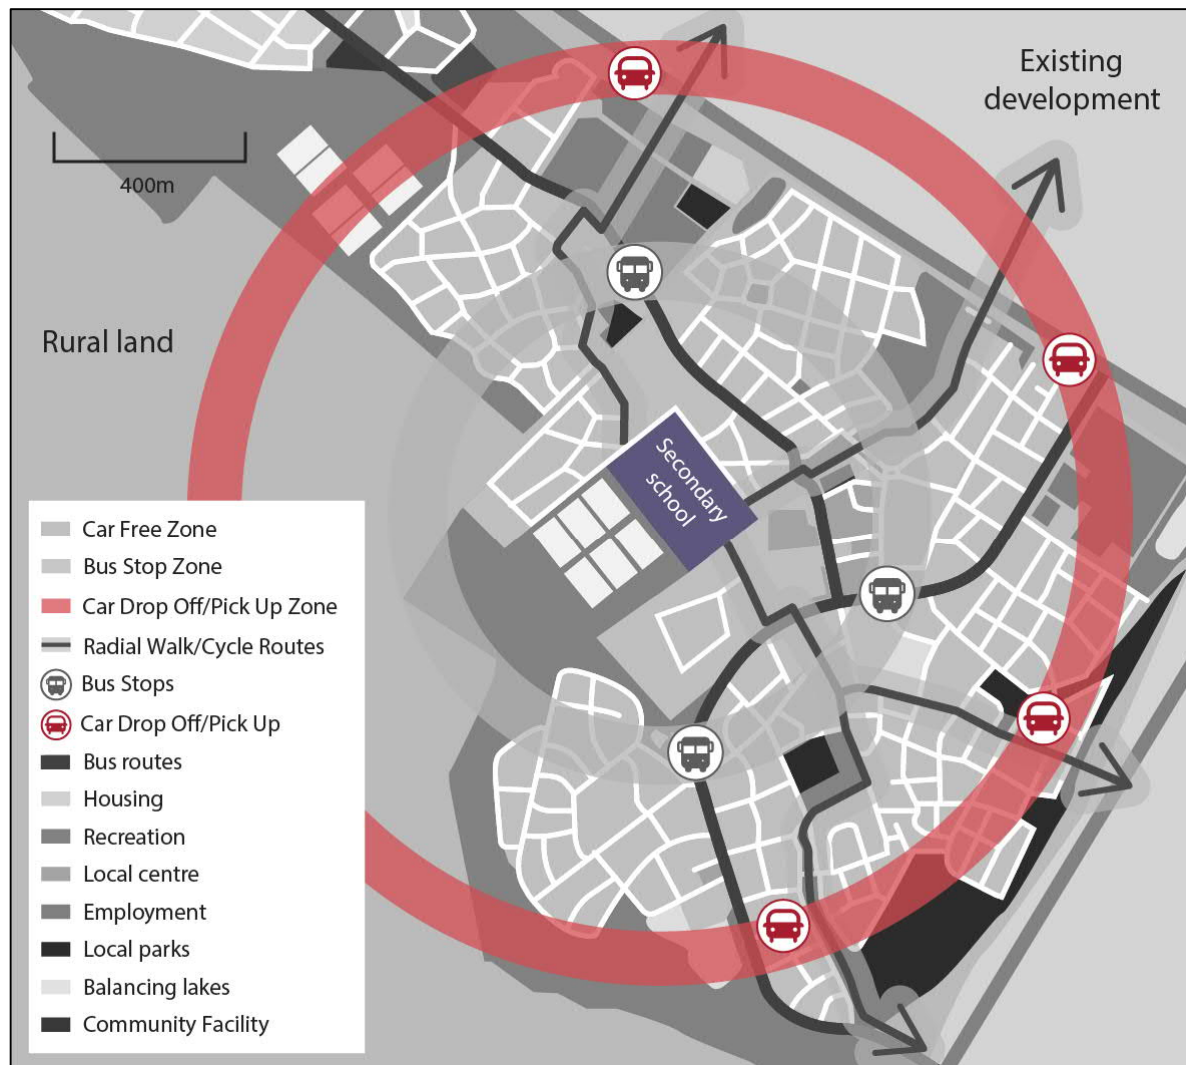 Existing
development
400m
Rural land
Secondary
school
Car Free Zone
Bus Stop Zone
Car Drop Off/Pick Up Zone
Radial Walk/Cycle Routes
Bus Stops
Car Drop Off/Pick Up
Bus routes
Housing
Recreation
Local centre
Employment
Local parks
Balancing lakes
Community Facility